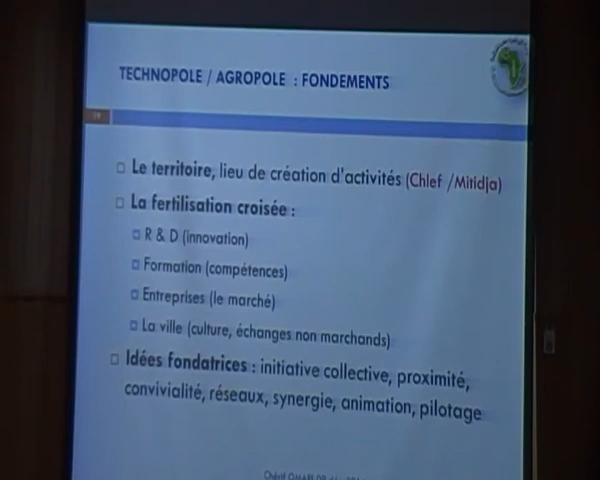 TECHNOPOLE / AGROPOLE : FONDEMENTS
Le territoire, lieu de création d'activités (Chlef /Mitidja)
La fertilisation croisée :
R & D (innovation)
Formation (compétences)
Entreprises (le marché)
La ville (culture, échanges non marchands)
Idées fondatrices : initiative collective, proximité,
convivialité, réseaux, synergie, animation, pilotage